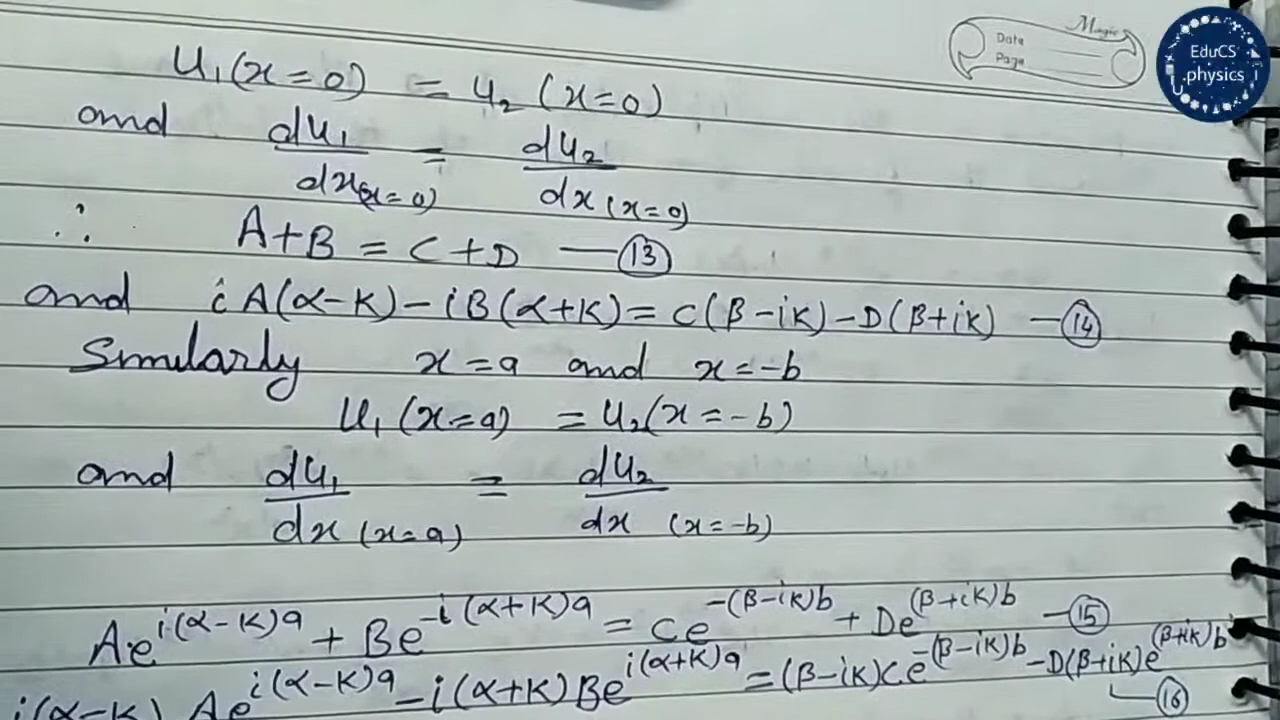 Magic
Date
Page
EduCS
.physics
U₁(x=0) = U₂ (x=0)
and dU₁/dx(x=0) = dU₂/dx (x=0)
∴ A+B = C+D —(13)
and iA(α-K)-iB(α+K)=C(β-iK)-D(β+iK) —(14)
Similarly x=a and x=-b
U₁(x=a) = U₂(x=-b)
and dU₁/dx (x=a) = dU₂/dx (x=-b)
Ae^{i(α-K)a} + Be^{-i(α+K)a} = Ce^{-(β-iK)b} + De^{(β+iK)b} —(15)
i(α-K) Ae^{i(α-K)a} -i(α+K)Be^{i(α+K)a} =(β-iK)Ce^{-(β-iK)b} -D(β+iK)e^{(β+iK)b} —(16)